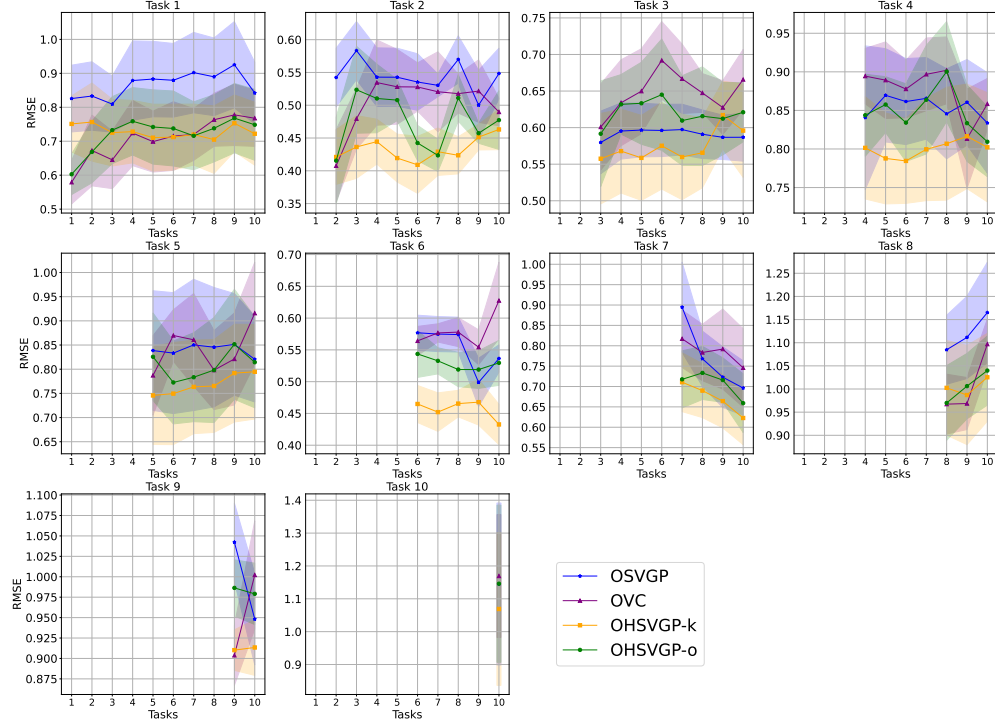 Task 1
Task 2
Task 3
Task 4
RMSE
1.0
0.9
0.8
0.7
0.6
0.5
1 2 3 4 5 6 7 8 9 10
Tasks
0.60
0.55
0.50
0.45
0.40
0.35
1 2 3 4 5 6 7 8 9 10
Tasks
0.75
0.70
0.65
0.60
0.55
0.50
1 2 3 4 5 6 7 8 9 10
Tasks
0.95
0.90
0.85
0.80
0.75
1 2 3 4 5 6 7 8 9 10
Tasks
Task 5
Task 6
Task 7
Task 8
RMSE
1.00
0.95
0.90
0.85
0.80
0.75
0.70
0.65
1 2 3 4 5 6 7 8 9 10
Tasks
0.70
0.65
0.60
0.55
0.50
0.45
0.40
1 2 3 4 5 6 7 8 9 10
Tasks
1.00
0.95
0.90
0.85
0.80
0.75
0.70
0.65
0.60
0.55
1 2 3 4 5 6 7 8 9 10
Tasks
1.25
1.20
1.15
1.10
1.05
1.00
0.95
0.90
1 2 3 4 5 6 7 8 9 10
Tasks
Task 9
Task 10
RMSE
1.100
1.075
1.050
1.025
1.000
0.975
0.950
0.925
0.900
0.875
1 2 3 4 5 6 7 8 9 10
Tasks
1.4
1.3
1.2
1.1
1.0
0.9
1 2 3 4 5 6 7 8 9 10
Tasks
OSVGP
OVC
OHSVGP-k
OHSVGP-o